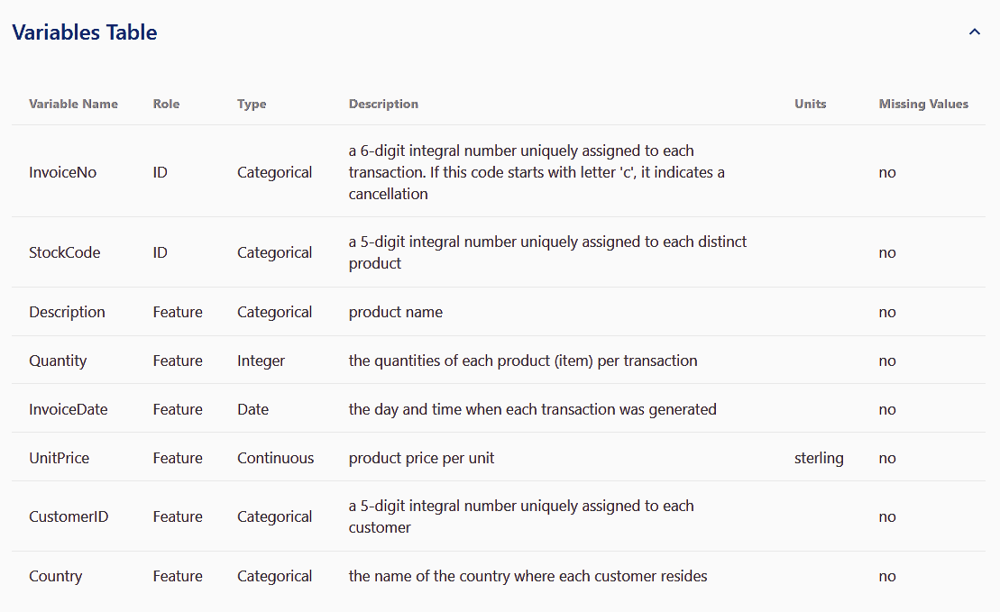 Variables Table
Variable Name Role Type Description Units Missing Values
a 6-digit integral number uniquely assigned to each
InvoiceNo ID Categorical transaction. If this code starts with letter 'c', it indicates a no
cancellation
a 5-digit integral number uniquely assigned to each distinct
StockCode ID Categorical no
product
Description Feature Categorical product name no
Quantity Feature Integer the quantities of each product (item) per transaction no
InvoiceDate Feature Date the day and time when each transaction was generated no
UnitPrice Feature Continuous product price per unit sterling no
a 5-digit integral number uniquely assigned to each
CustomerID Feature Categorical no
customer
Country Feature Categorical the name of the country where each customer resides no